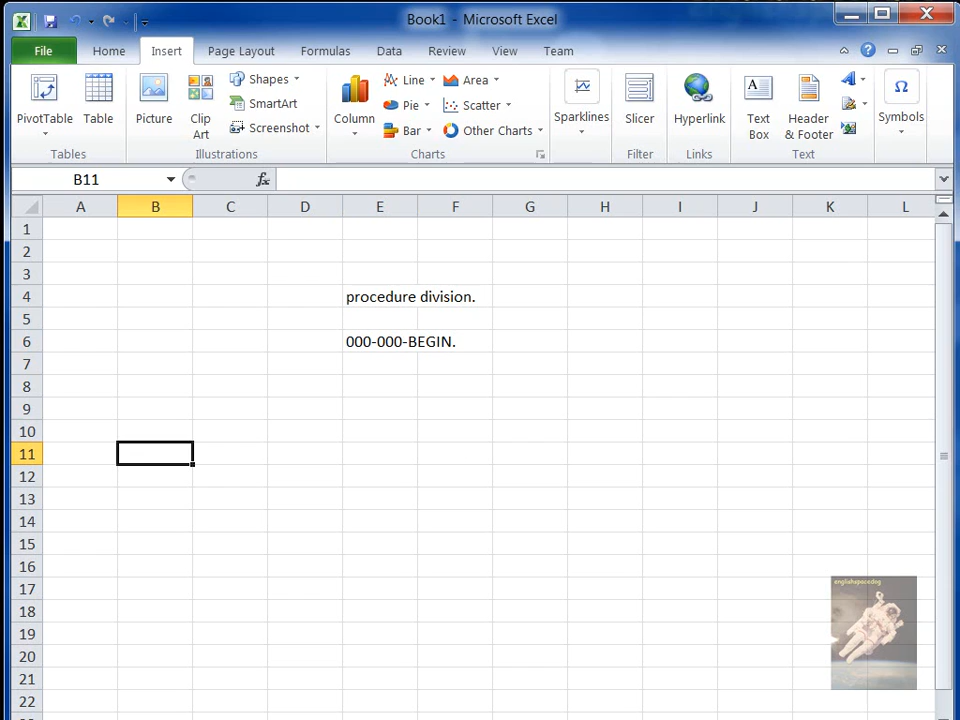 Book1 - Microsoft Excel
File Home Insert Page Layout Formulas Data Review View Team
PivotTable Table Picture Clip Art Shapes SmartArt Screenshot Column Line Pie Bar Area Scatter Other Charts Sparklines Slicer Hyperlink Text Box Header & Footer Symbols
Tables Illustrations Charts Filter Links Text
B11 fx
A B C D E F G H I J K L
1
2
3
4 procedure division.
5
6 000-000-BEGIN.
7
8
9
10
11
12
13
14
15
16
17 englishspacedog
18
19
20
21
22